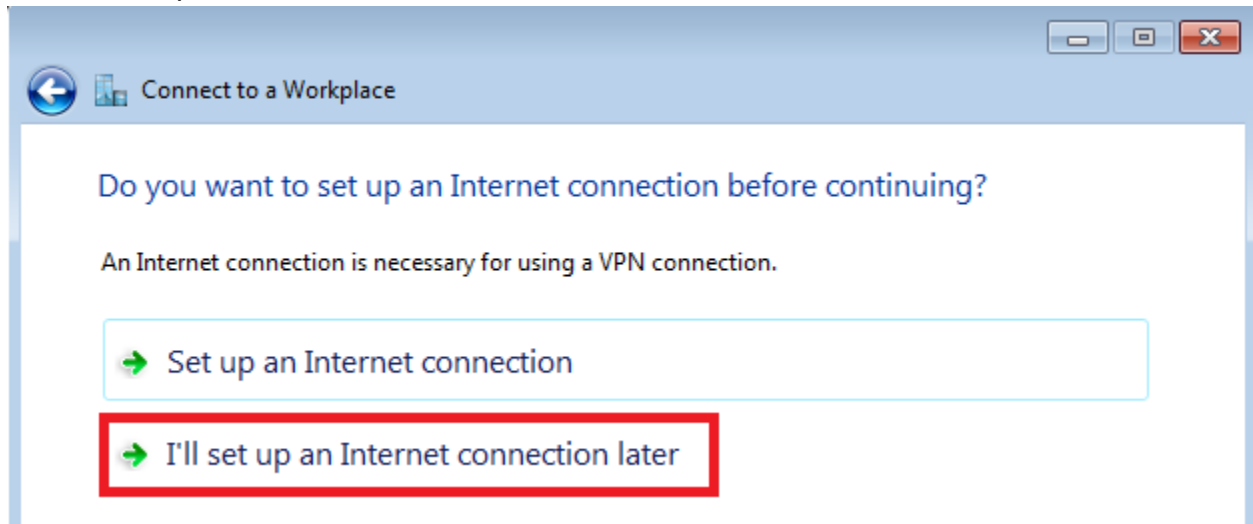 Connect to a Workplace
Do you want to set up an Internet connection before continuing?
An Internet connection is necessary for using a VPN connection.
Set up an Internet connection
I'll set up an Internet connection later